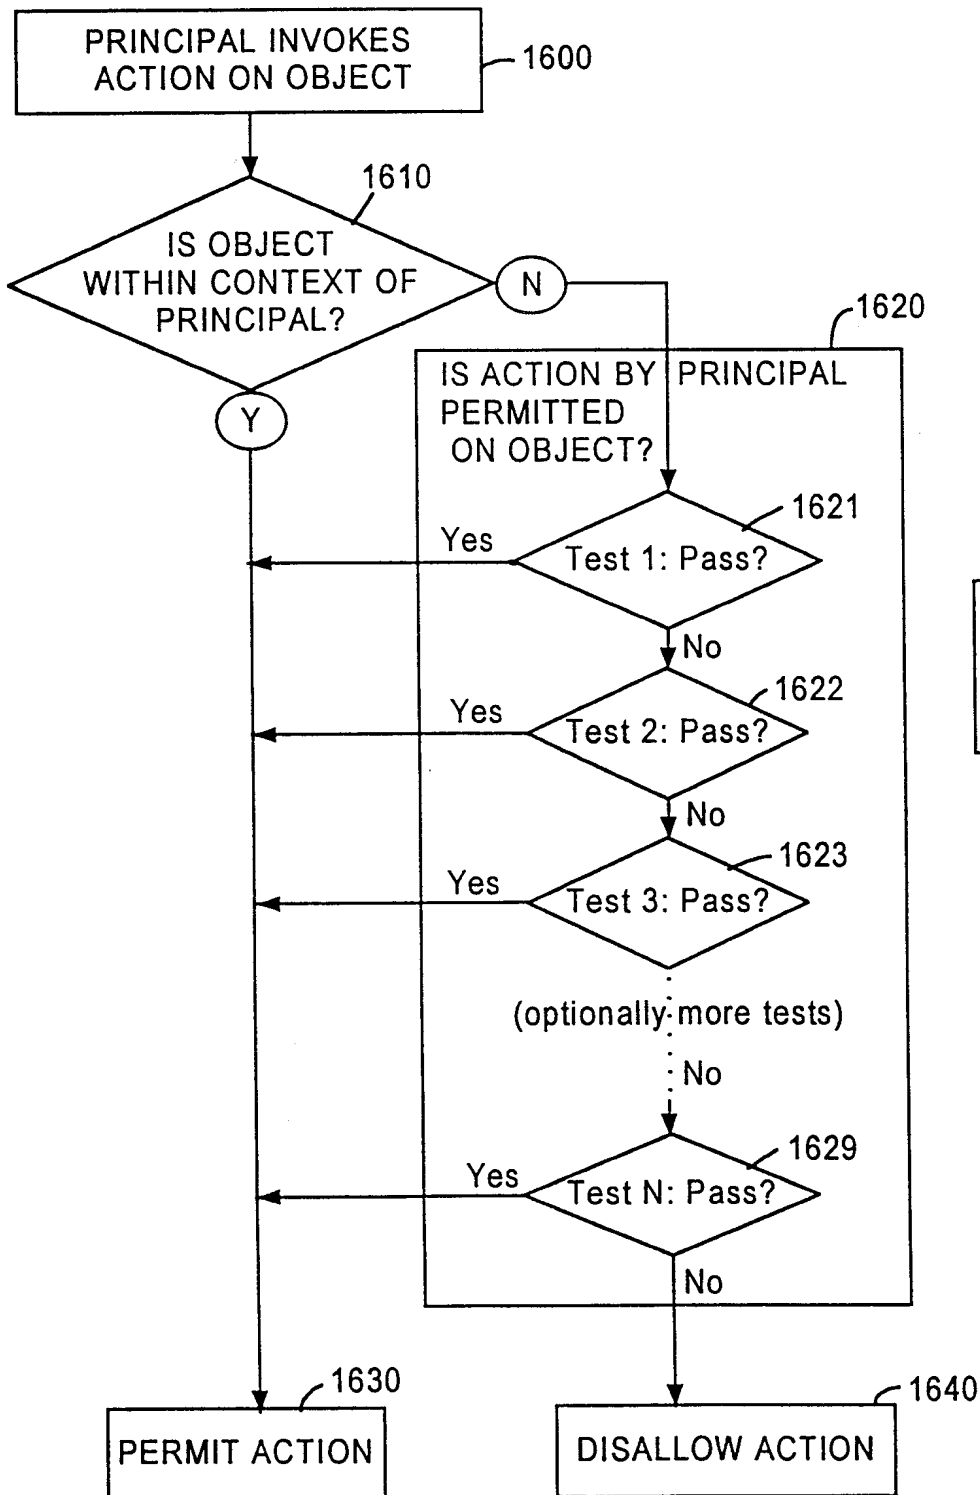 PRINCIPAL INVOKES
ACTION ON OBJECT
1600
1610
IS OBJECT
WITHIN CONTEXT OF
PRINCIPAL?
N
Y
1620
IS ACTION BY PRINCIPAL
PERMITTED
ON OBJECT?
1621
Yes
Test 1: Pass?
No
1622
Yes
Test 2: Pass?
No
1623
Yes
Test 3: Pass?
(optionally more tests)
No
1629
Yes
Test N: Pass?
No
1630
PERMIT ACTION
1640
DISALLOW ACTION